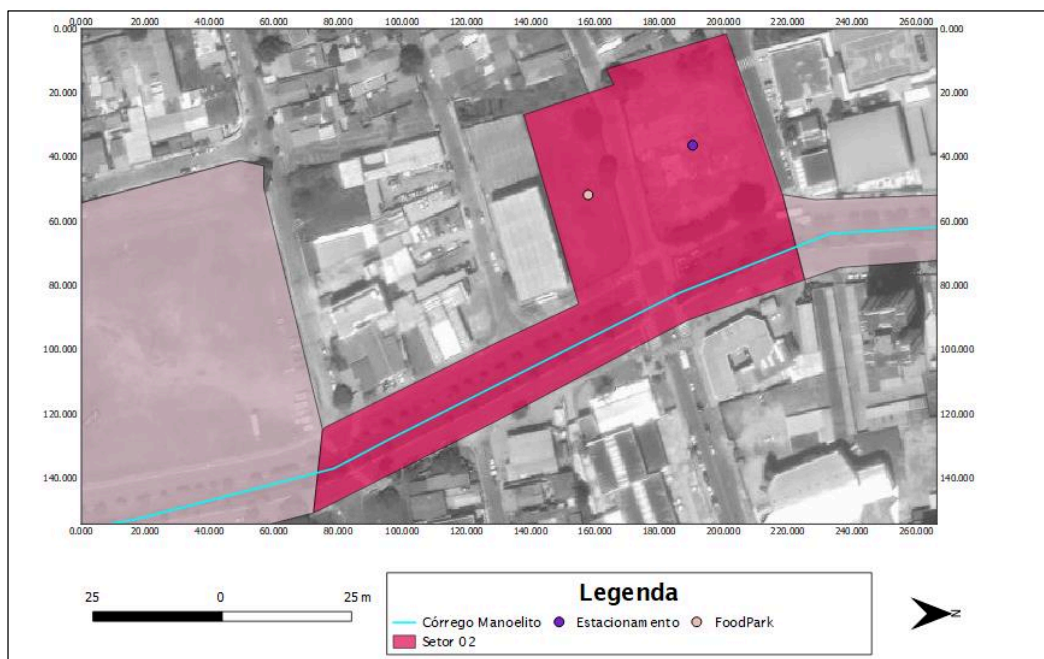 0.000 20.000 40.000 60.000 80.000 100.000 120.000 140.000 160.000 180.000 200.000 220.000 240.000 260.000
0.000 0.000
20.000 20.000
40.000 40.000
60.000 60.000
80.000 80.000
100.000 100.000
120.000 120.000
140.000 140.000
0.000 20.000 40.000 60.000 80.000 100.000 120.000 140.000 160.000 180.000 200.000 220.000 240.000 260.000
25 0 25 m
Legenda
Córrego Manoelito Estacionamento FoodPark
Setor 02
N